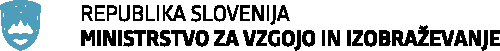 REPUBLIKA SLOVENIJA
MINISTRSTVO ZA VZGOJO IN IZOBRAŽEVANJE